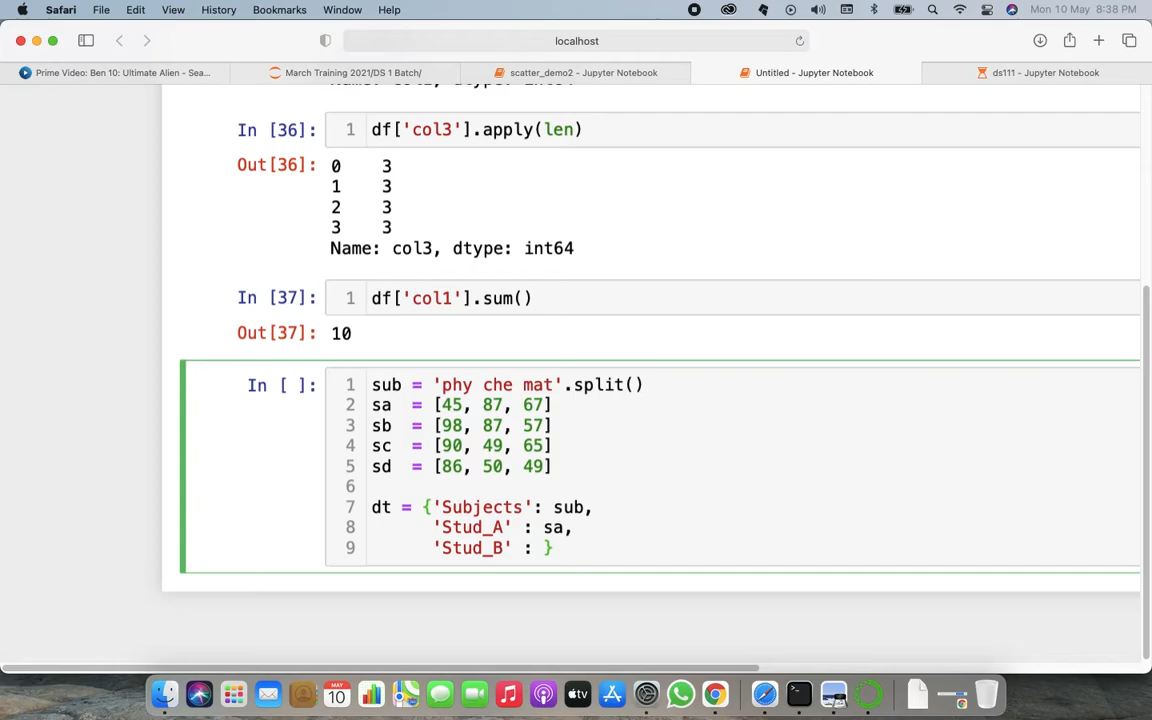 Safari File Edit View History Bookmarks Window Help Mon 10 May 8:38 PM
localhost
Prime Video: Ben 10: Ultimate Alien - Sea... March Training 2021/DS 1 Batch/ scatter_demo2 - Jupyter Notebook Untitled - Jupyter Notebook ds111 - Jupyter Notebook
In [36]: 1 df['col3'].apply(len)
Out[36]: 0 3
1 3
2 3
3 3
Name: col3, dtype: int64
In [37]: 1 df['col1'].sum()
Out[37]: 10
In [ ]: 1 sub = 'phy che mat'.split()
2 sa = [45, 87, 67]
3 sb = [98, 87, 57]
4 sc = [90, 49, 65]
5 sd = [86, 50, 49]
6
7 dt = {'Subjects': sub,
8 'Stud_A' : sa,
9 'Stud_B' : }
MAY
10